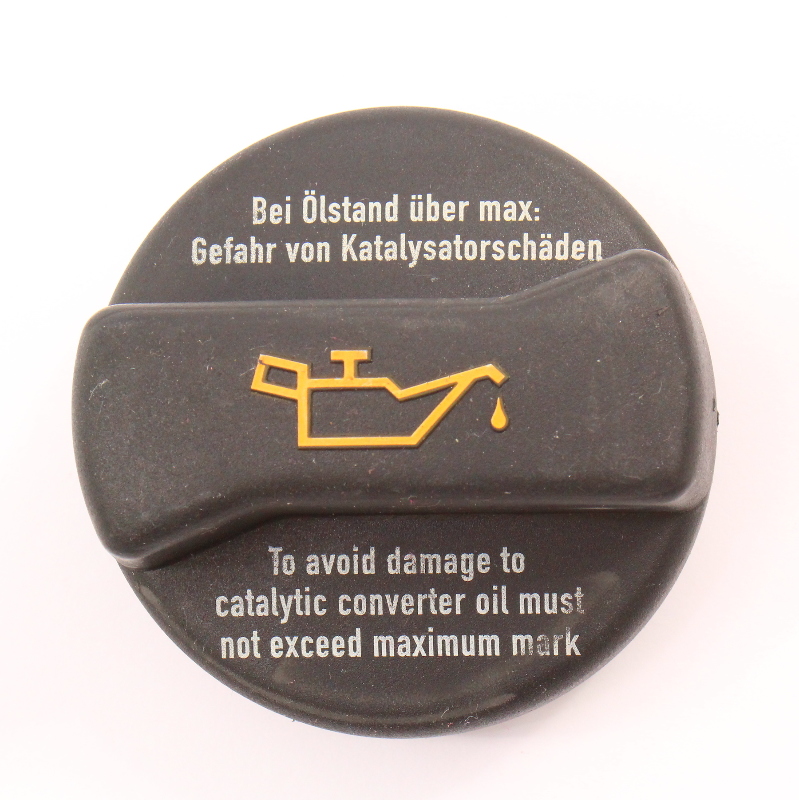 Bei Ölstand über max:
Gefahr von Katalysatorschäden
To avoid damage to
catalytic converter oil must
not exceed maximum mark